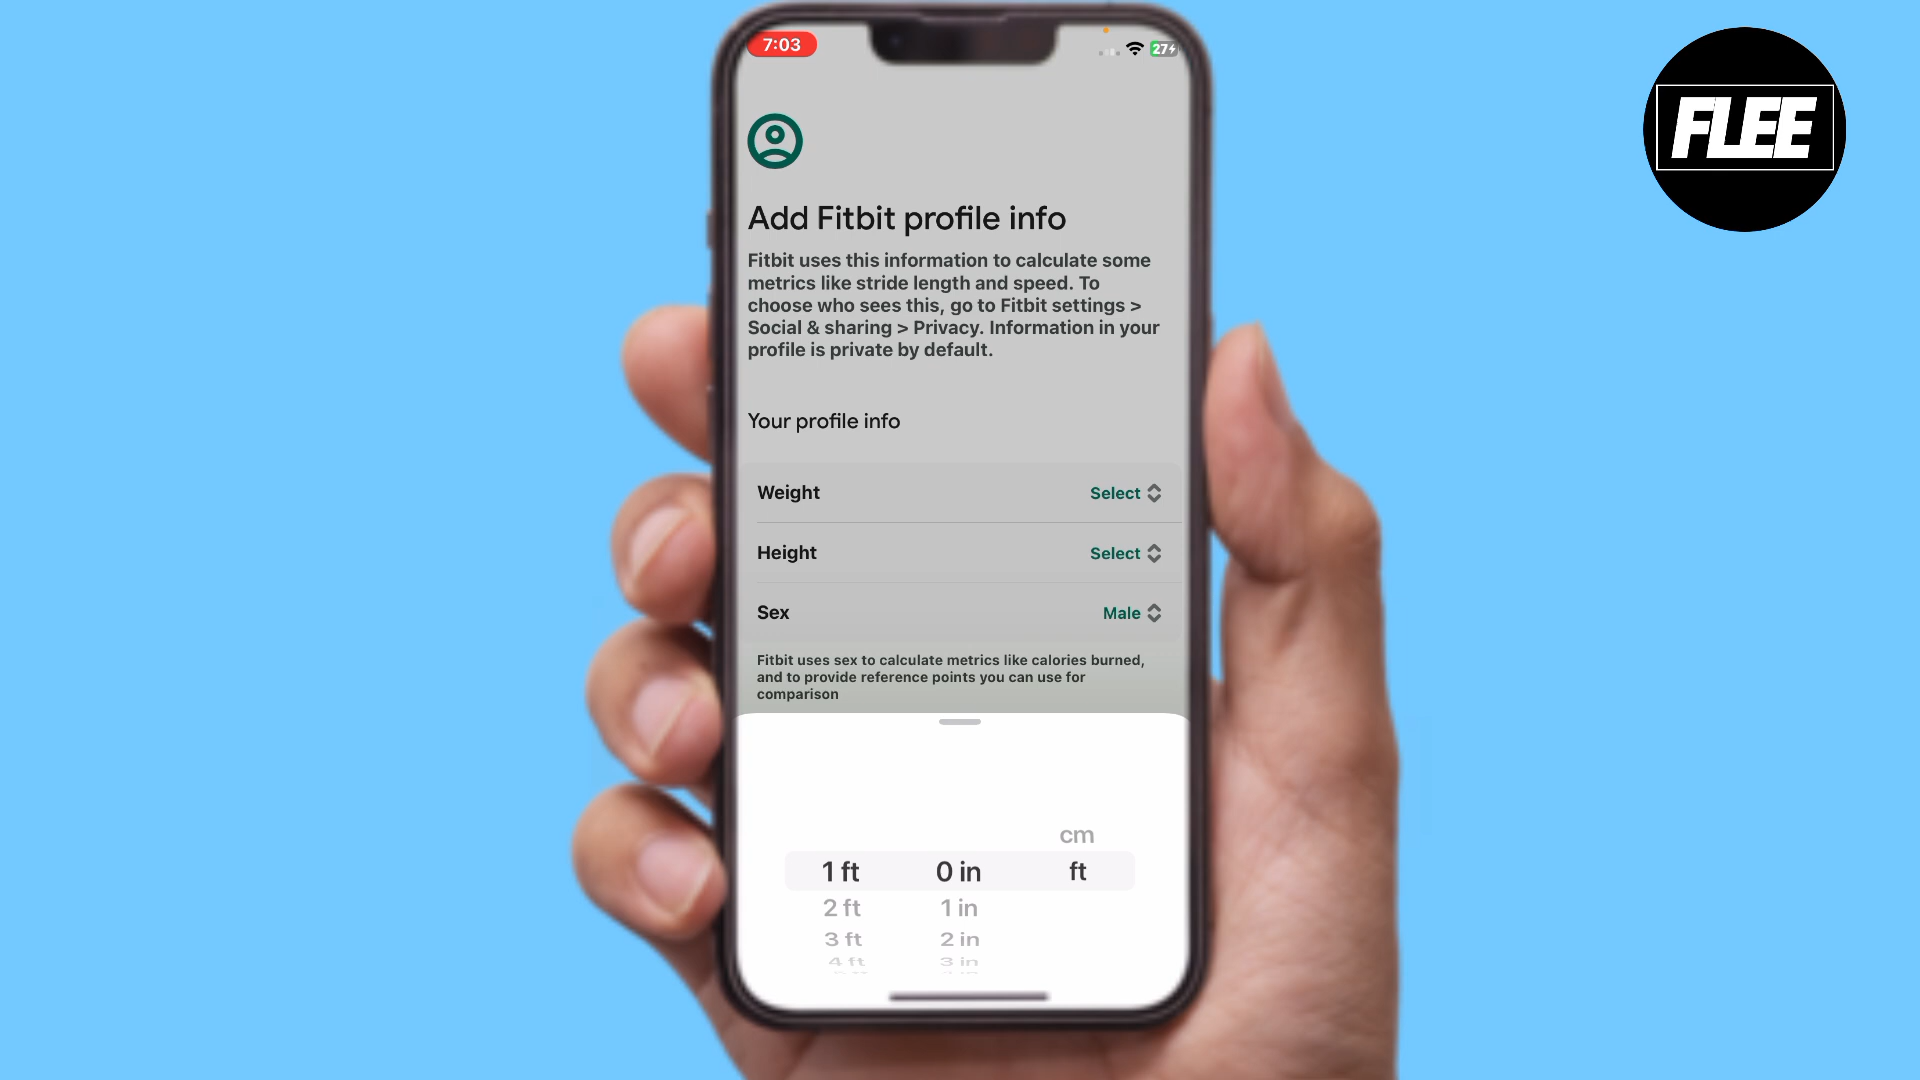 7:03
27
FLEE
Add Fitbit profile info
Fitbit uses this information to calculate some
metrics like stride length and speed. To
choose who sees this, go to Fitbit settings >
Social & sharing > Privacy. Information in your
profile is private by default.
Your profile info
Weight Select
Height Select
Sex Male
Fitbit uses sex to calculate metrics like calories burned,
and to provide reference points you can use for
comparison
cm
1 ft 0 in ft
2 ft 1 in
3 ft 2 in
4 ft 3 in